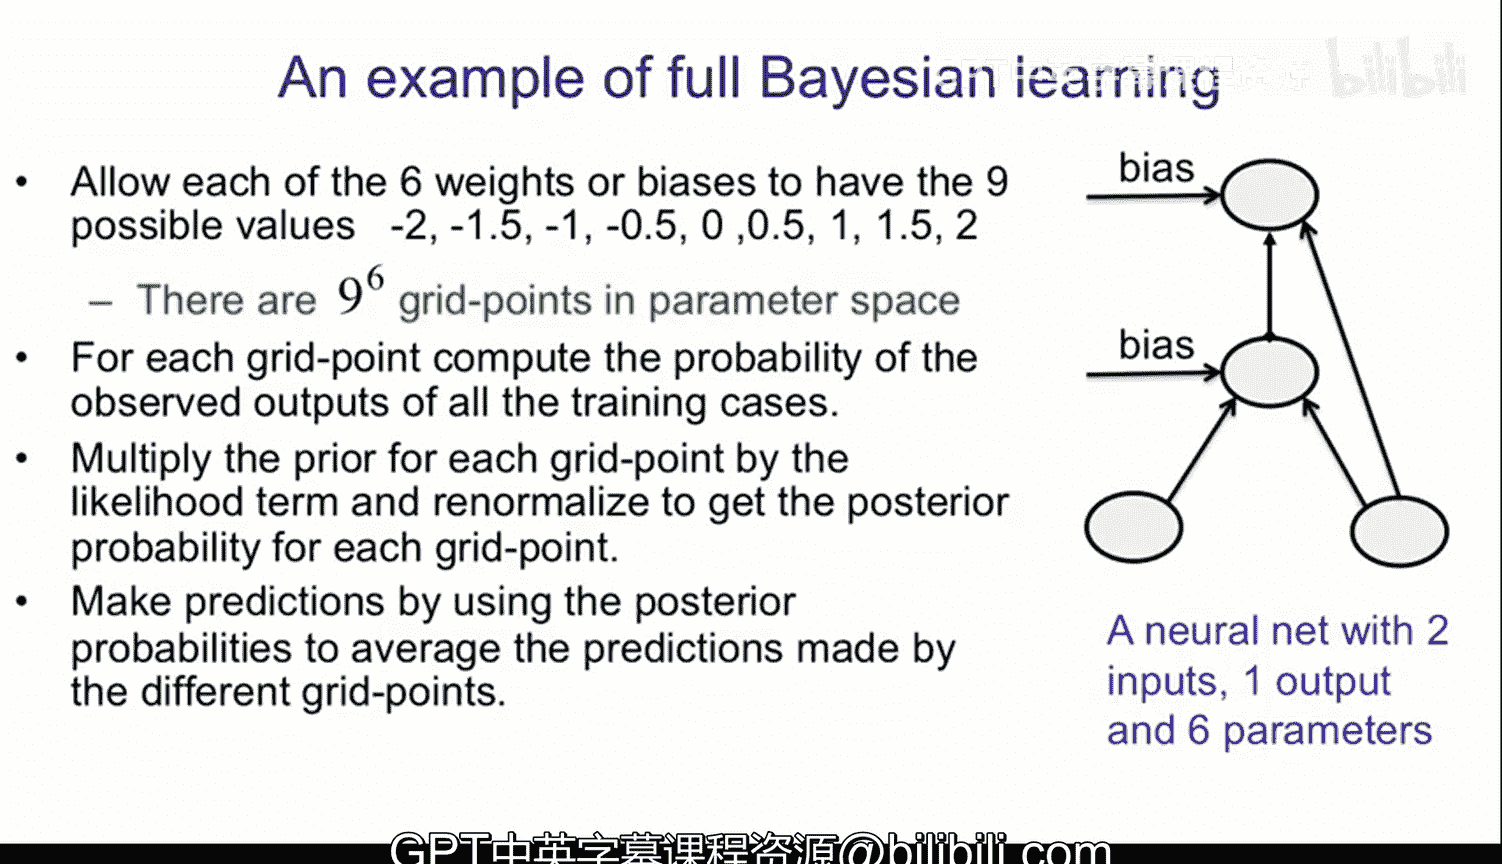 An example of full Bayesian learning
bilibili
• Allow each of the 6 weights or biases to have the 9
possible values -2, -1.5, -1, -0.5, 0 ,0.5, 1, 1.5, 2
– There are 9⁶ grid-points in parameter space
• For each grid-point compute the probability of the
observed outputs of all the training cases.
• Multiply the prior for each grid-point by the
likelihood term and renormalize to get the posterior
probability for each grid-point.
• Make predictions by using the posterior
probabilities to average the predictions made by
the different grid-points.
bias
bias
A neural net with 2
inputs, 1 output
and 6 parameters
GPT中英字幕课程资源@bilibili.com